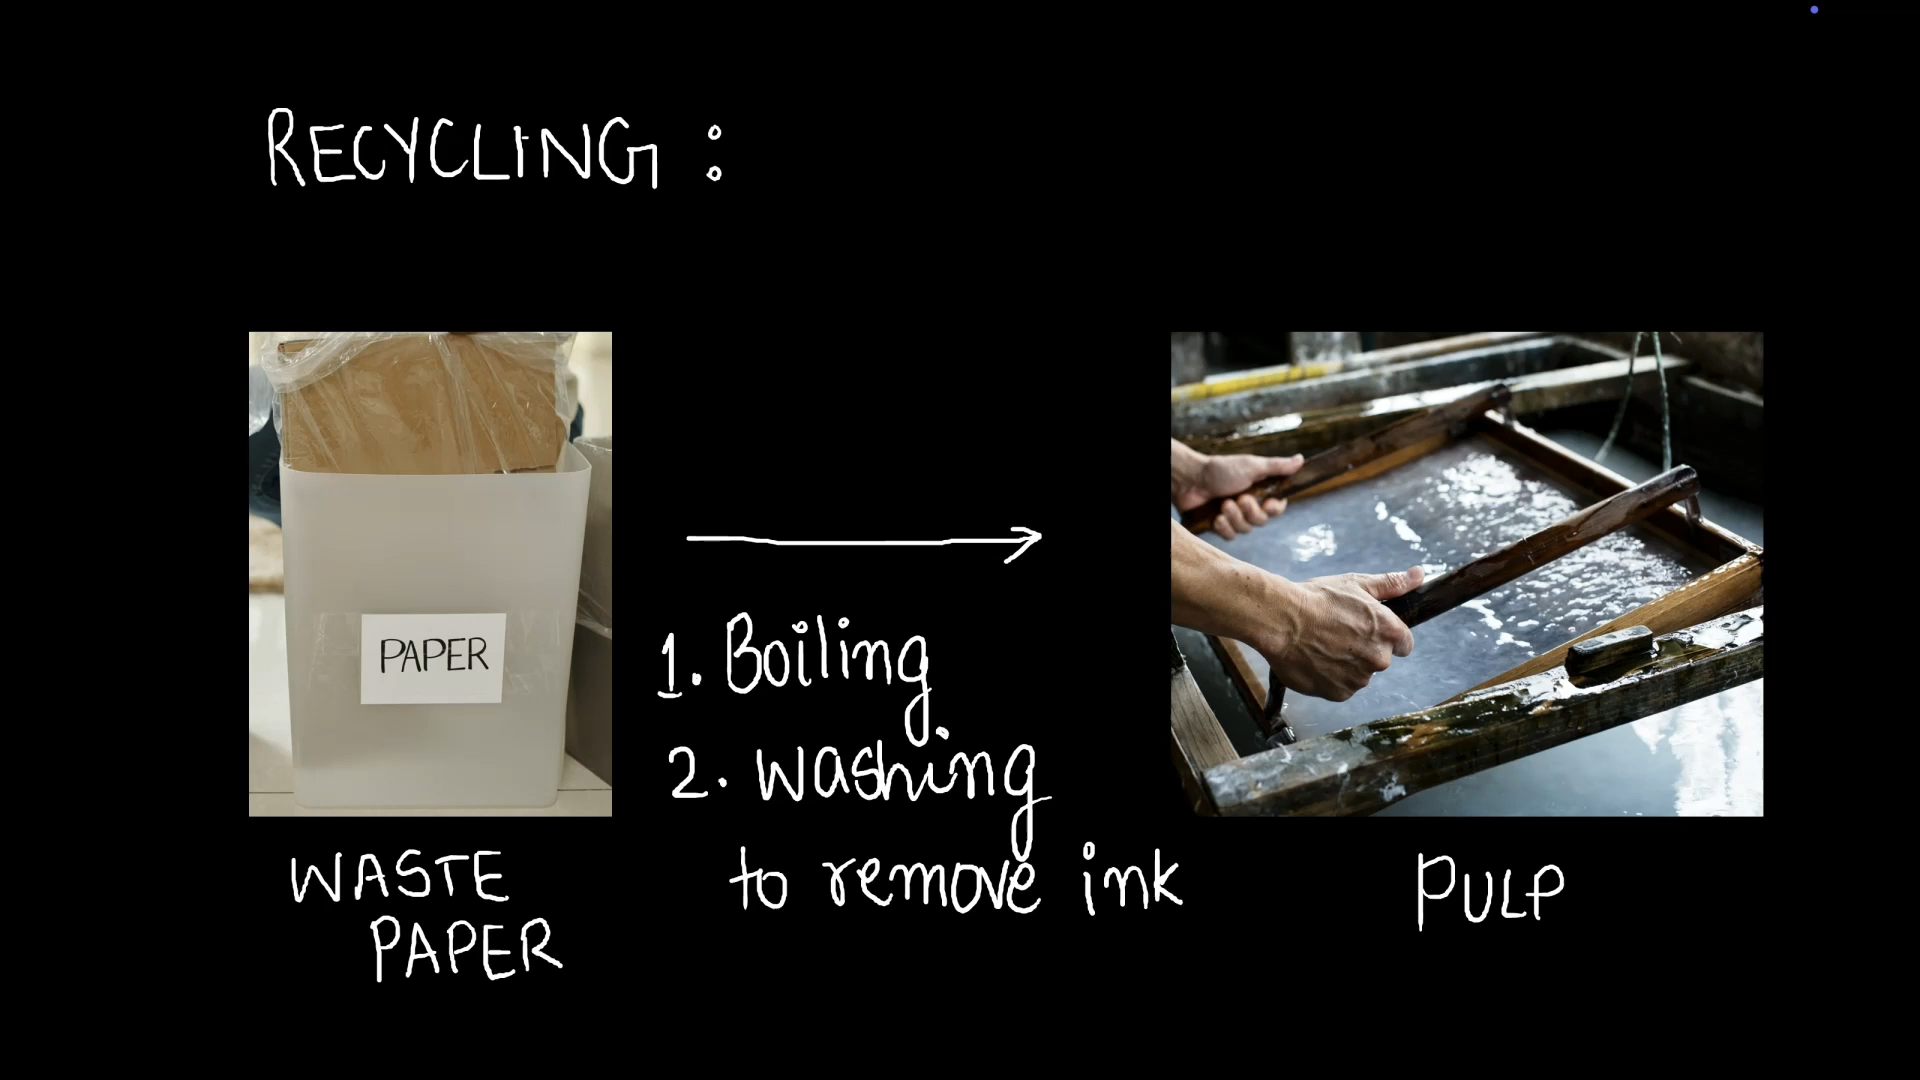 RECYCLING :
PAPER
1. Boiling
2. washing
to remove ink
WASTE
PAPER
PULP